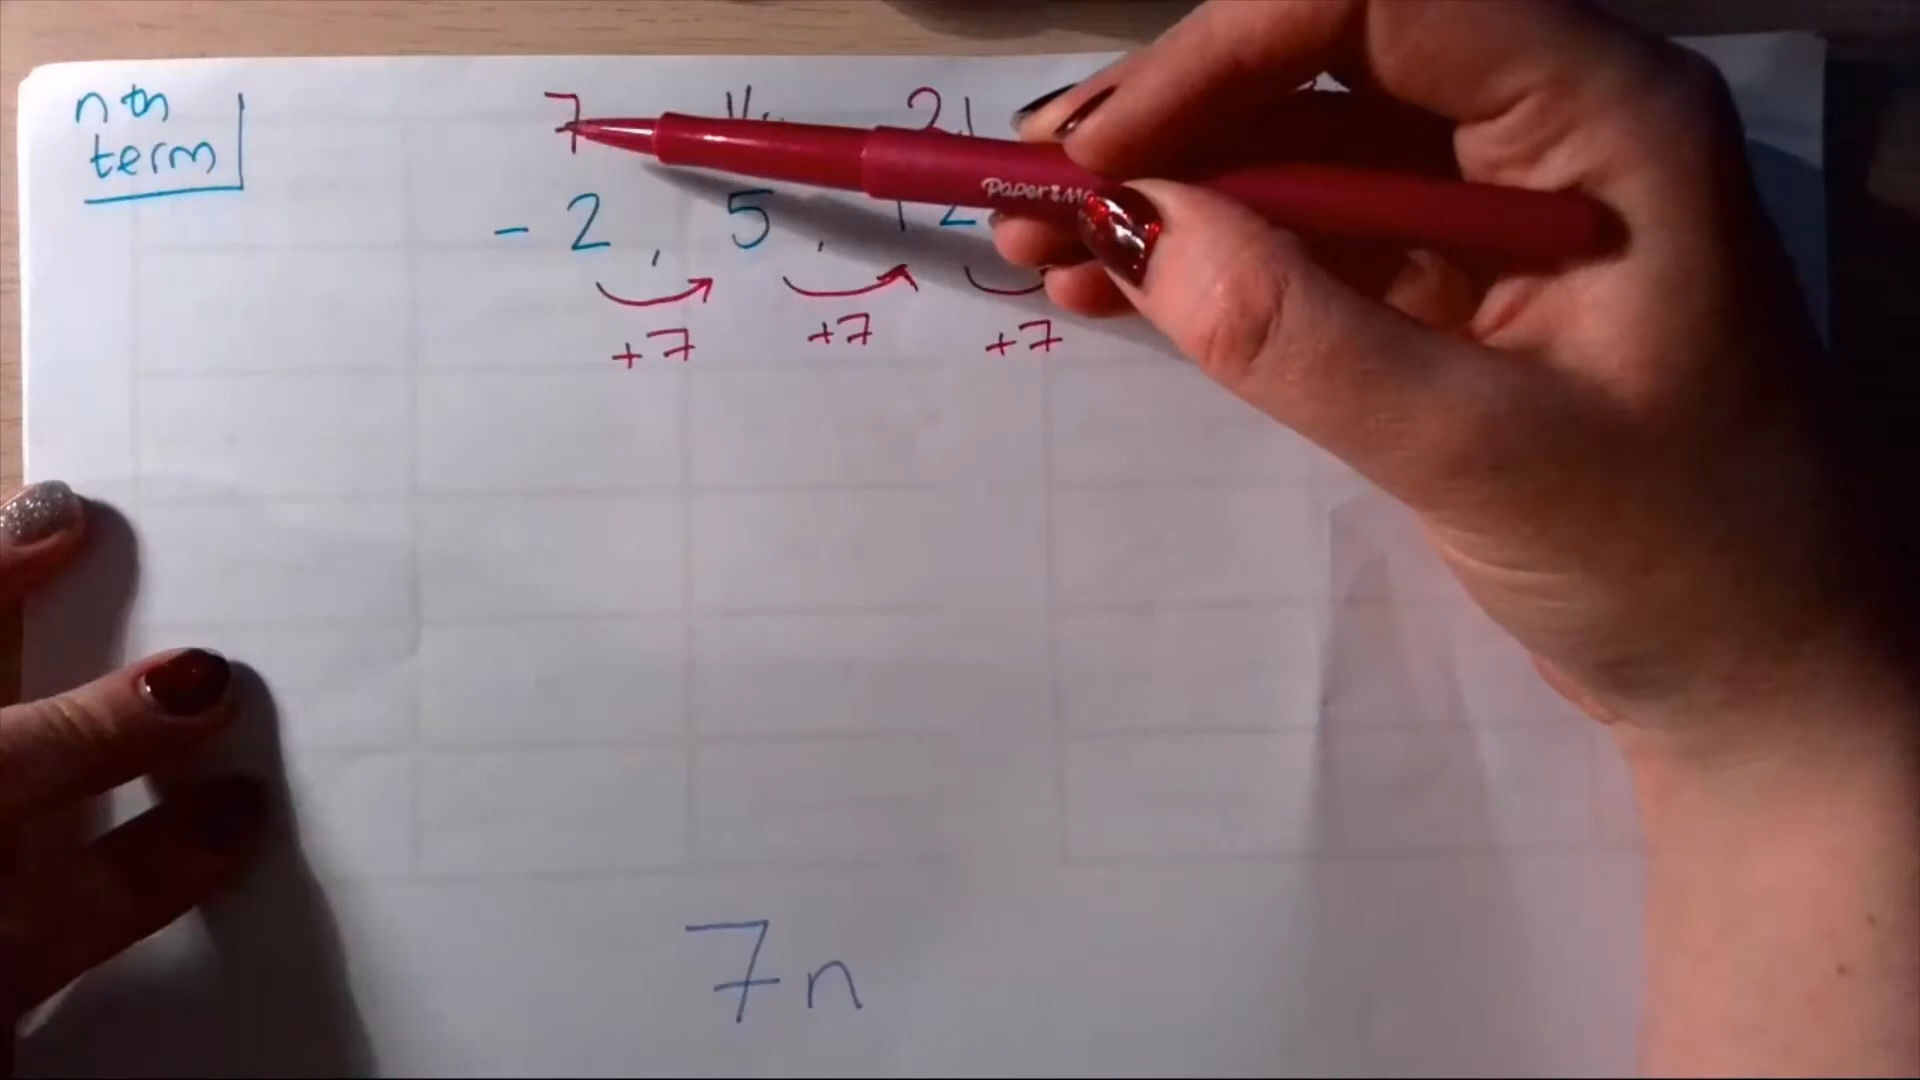 nth
term
7 21
- 2 , 5 , 12
+7 +7 +7
7n
Paper:M